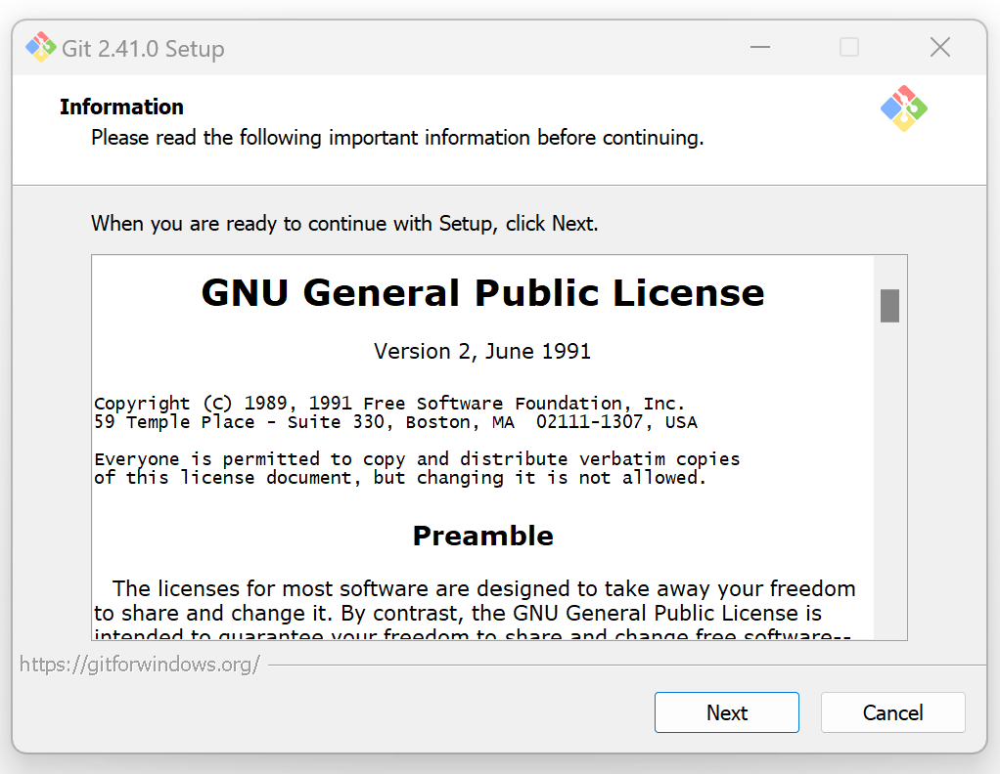 Git 2.41.0 Setup
Information
Please read the following important information before continuing.
When you are ready to continue with Setup, click Next.
GNU General Public License
Version 2, June 1991
Copyright (C) 1989, 1991 Free Software Foundation, Inc.
59 Temple Place - Suite 330, Boston, MA  02111-1307, USA
Everyone is permitted to copy and distribute verbatim copies
of this license document, but changing it is not allowed.
Preamble
The licenses for most software are designed to take away your freedom
to share and change it. By contrast, the GNU General Public License is
intended to guarantee your freedom to share and change free software--
https://gitforwindows.org/
Next
Cancel